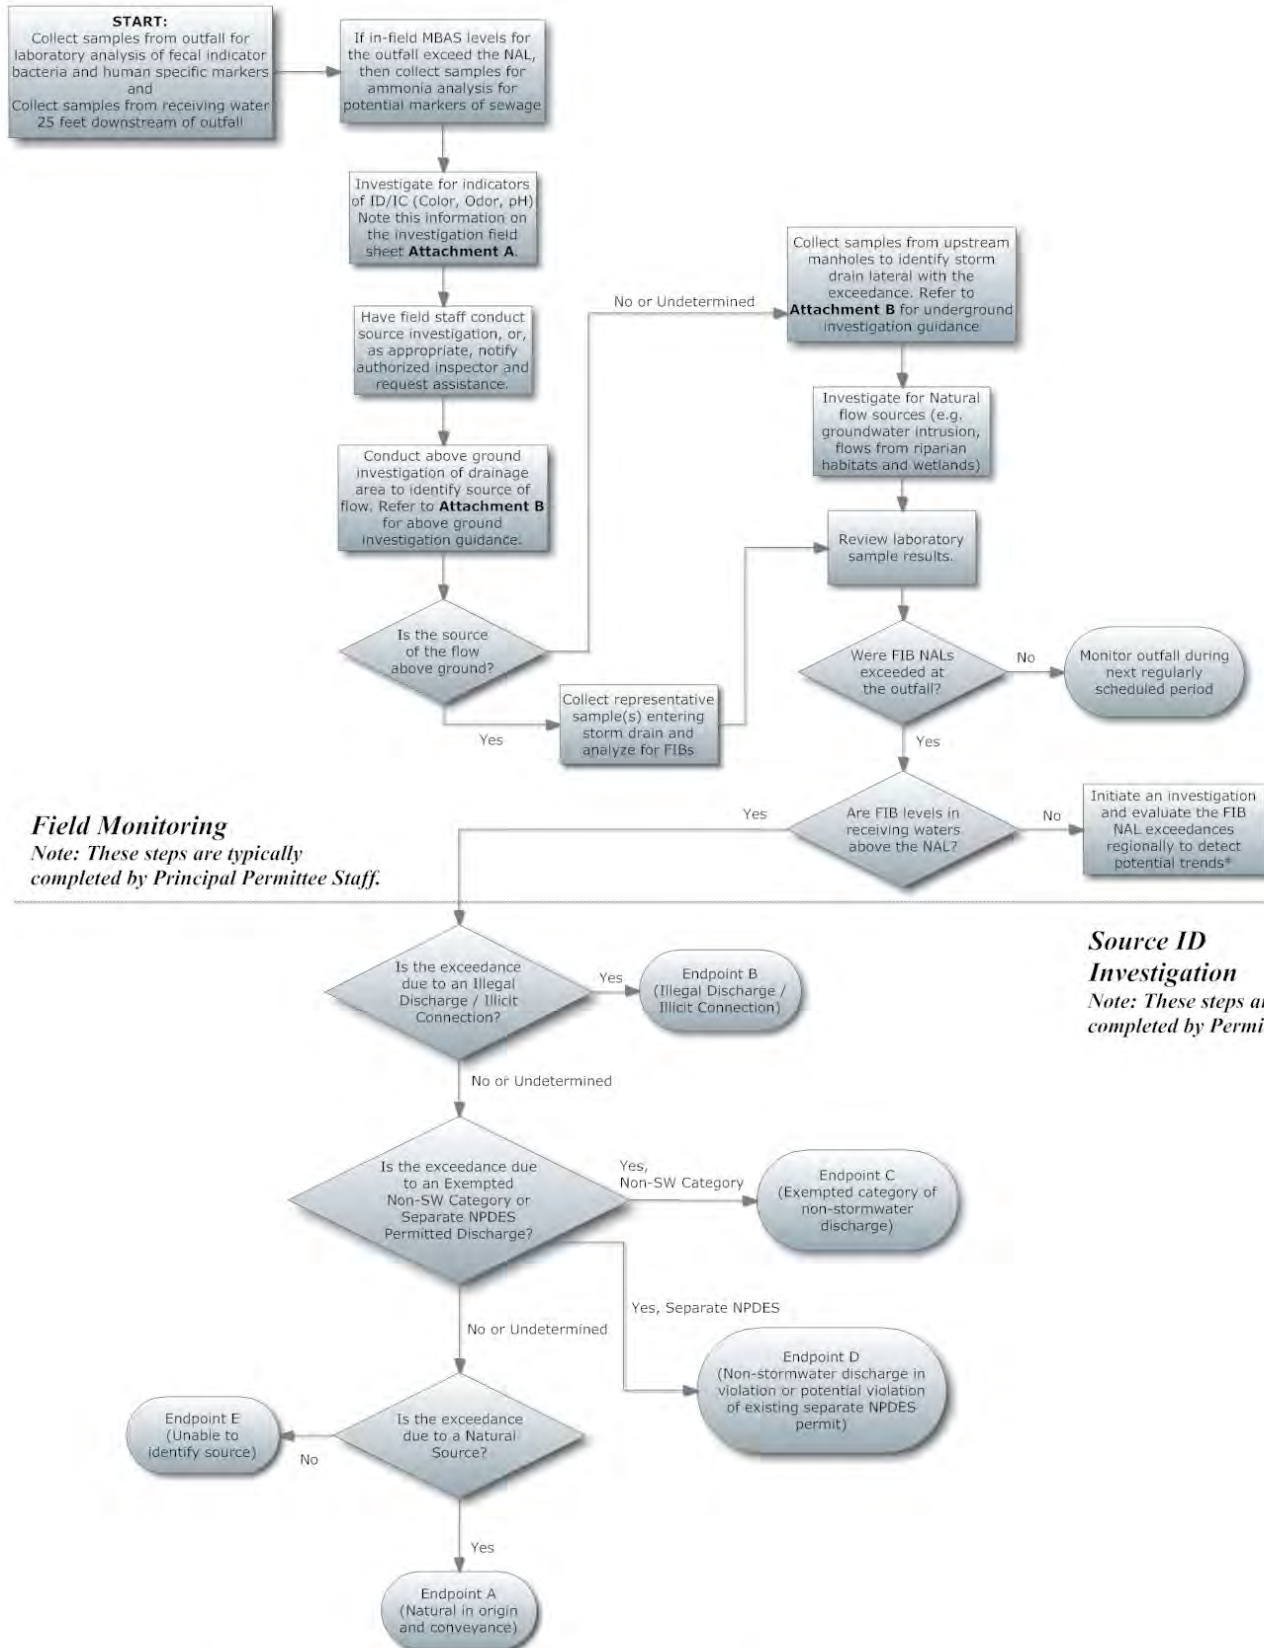 START:
Collect samples from outfall for
laboratory analysis of fecal indicator
bacteria and human specific markers
and
Collect samples from receiving water
25 feet downstream of outfall
If in-field MBAS levels for
the outfall exceed the NAL,
then collect samples for
ammonia analysis for
potential markers of sewage
Investigate for indicators
of ID/IC (Color, Odor, pH)
Note this information on
the investigation field
sheet Attachment A.
Have field staff conduct
source investigation, or,
as appropriate, notify
authorized inspector and
request assistance.
Conduct above ground
investigation of drainage
area to identify source of
flow. Refer to Attachment B
for above ground
investigation guidance.
Is the source
of the flow
above ground?
No or Undetermined
Yes
Collect representative
sample(s) entering
storm drain and
analyze for FIBs
Collect samples from upstream
manholes to identify storm
drain lateral with the
exceedance. Refer to
Attachment B for underground
investigation guidance
Investigate for Natural
flow sources (e.g.
groundwater intrusion,
flows from riparian
habitats and wetlands)
Review laboratory
sample results.
Were FIB NALs
exceeded at
the outfall?
No
Monitor outfall during
next regularly
scheduled period
Yes
Are FIB levels in
receiving waters
above the NAL?
No
Initiate an investigation
and evaluate the FIB
NAL exceedances
regionally to detect
potential trends*
Yes
Field Monitoring
Note: These steps are typically
completed by Principal Permittee Staff.
Source ID
Investigation
Note: These steps a
completed by Permi
Is the exceedance
due to an Illegal
Discharge / Illicit
Connection?
Yes
Endpoint B
(Illegal Discharge /
Illicit Connection)
No or Undetermined
Is the exceedance due
to an Exempted
Non-SW Category or
Separate NPDES
Permitted Discharge?
Yes,
Non-SW Category
Endpoint C
(Exempted category of
non-stormwater
discharge)
Yes, Separate NPDES
Endpoint D
(Non-stormwater discharge in
violation or potential violation
of existing separate NPDES
permit)
No or Undetermined
Is the exceedance
due to a Natural
Source?
No
Endpoint E
(Unable to
identify source)
Yes
Endpoint A
(Natural in origin
and conveyance)